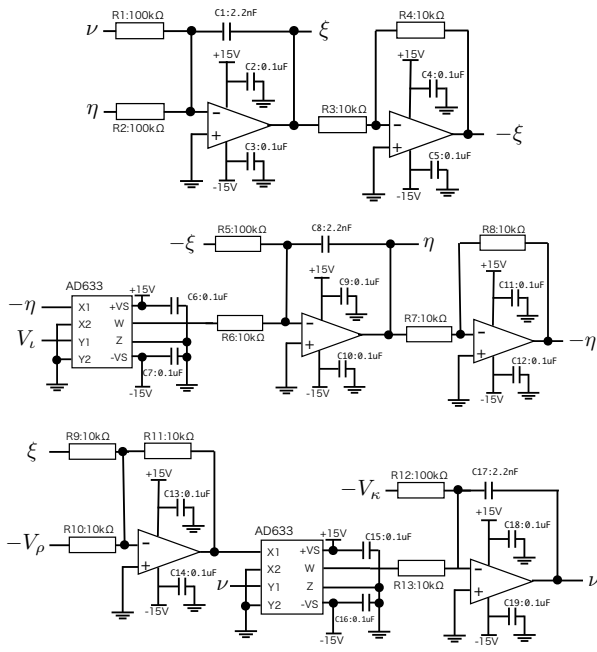 ν
R1:100kΩ
C1:2.2nF
ξ
R4:10kΩ
+15V
C2:0.1uF
+15V
C4:0.1uF
η
R2:100kΩ
−
+
R3:10kΩ
−
+
C3:0.1uF
-15V
C5:0.1uF
-15V
−ξ
−ξ
R5:100kΩ
C8:2.2nF
η
R8:10kΩ
AD633
+15V
C6:0.1uF
+15V
C9:0.1uF
+15V
C11:0.1uF
−η
X1
+VS
X2
W
Vι
Y1
Z
Y2
-VS
R6:10kΩ
−
+
R7:10kΩ
−
+
−η
C7:0.1uF
-15V
C10:0.1uF
-15V
C12:0.1uF
-15V
ξ
R9:10kΩ
R11:10kΩ
+15V
C13:0.1uF
−Vκ
R12:100kΩ
C17:2.2nF
−Vρ
R10:10kΩ
−
+
AD633
+15V
C15:0.1uF
+15V
C18:0.1uF
X1
+VS
X2
W
ν
Y1
Z
Y2
-VS
C14:0.1uF
-15V
R13:10kΩ
−
+
ν
C16:0.1uF
-15V
C19:0.1uF
-15V